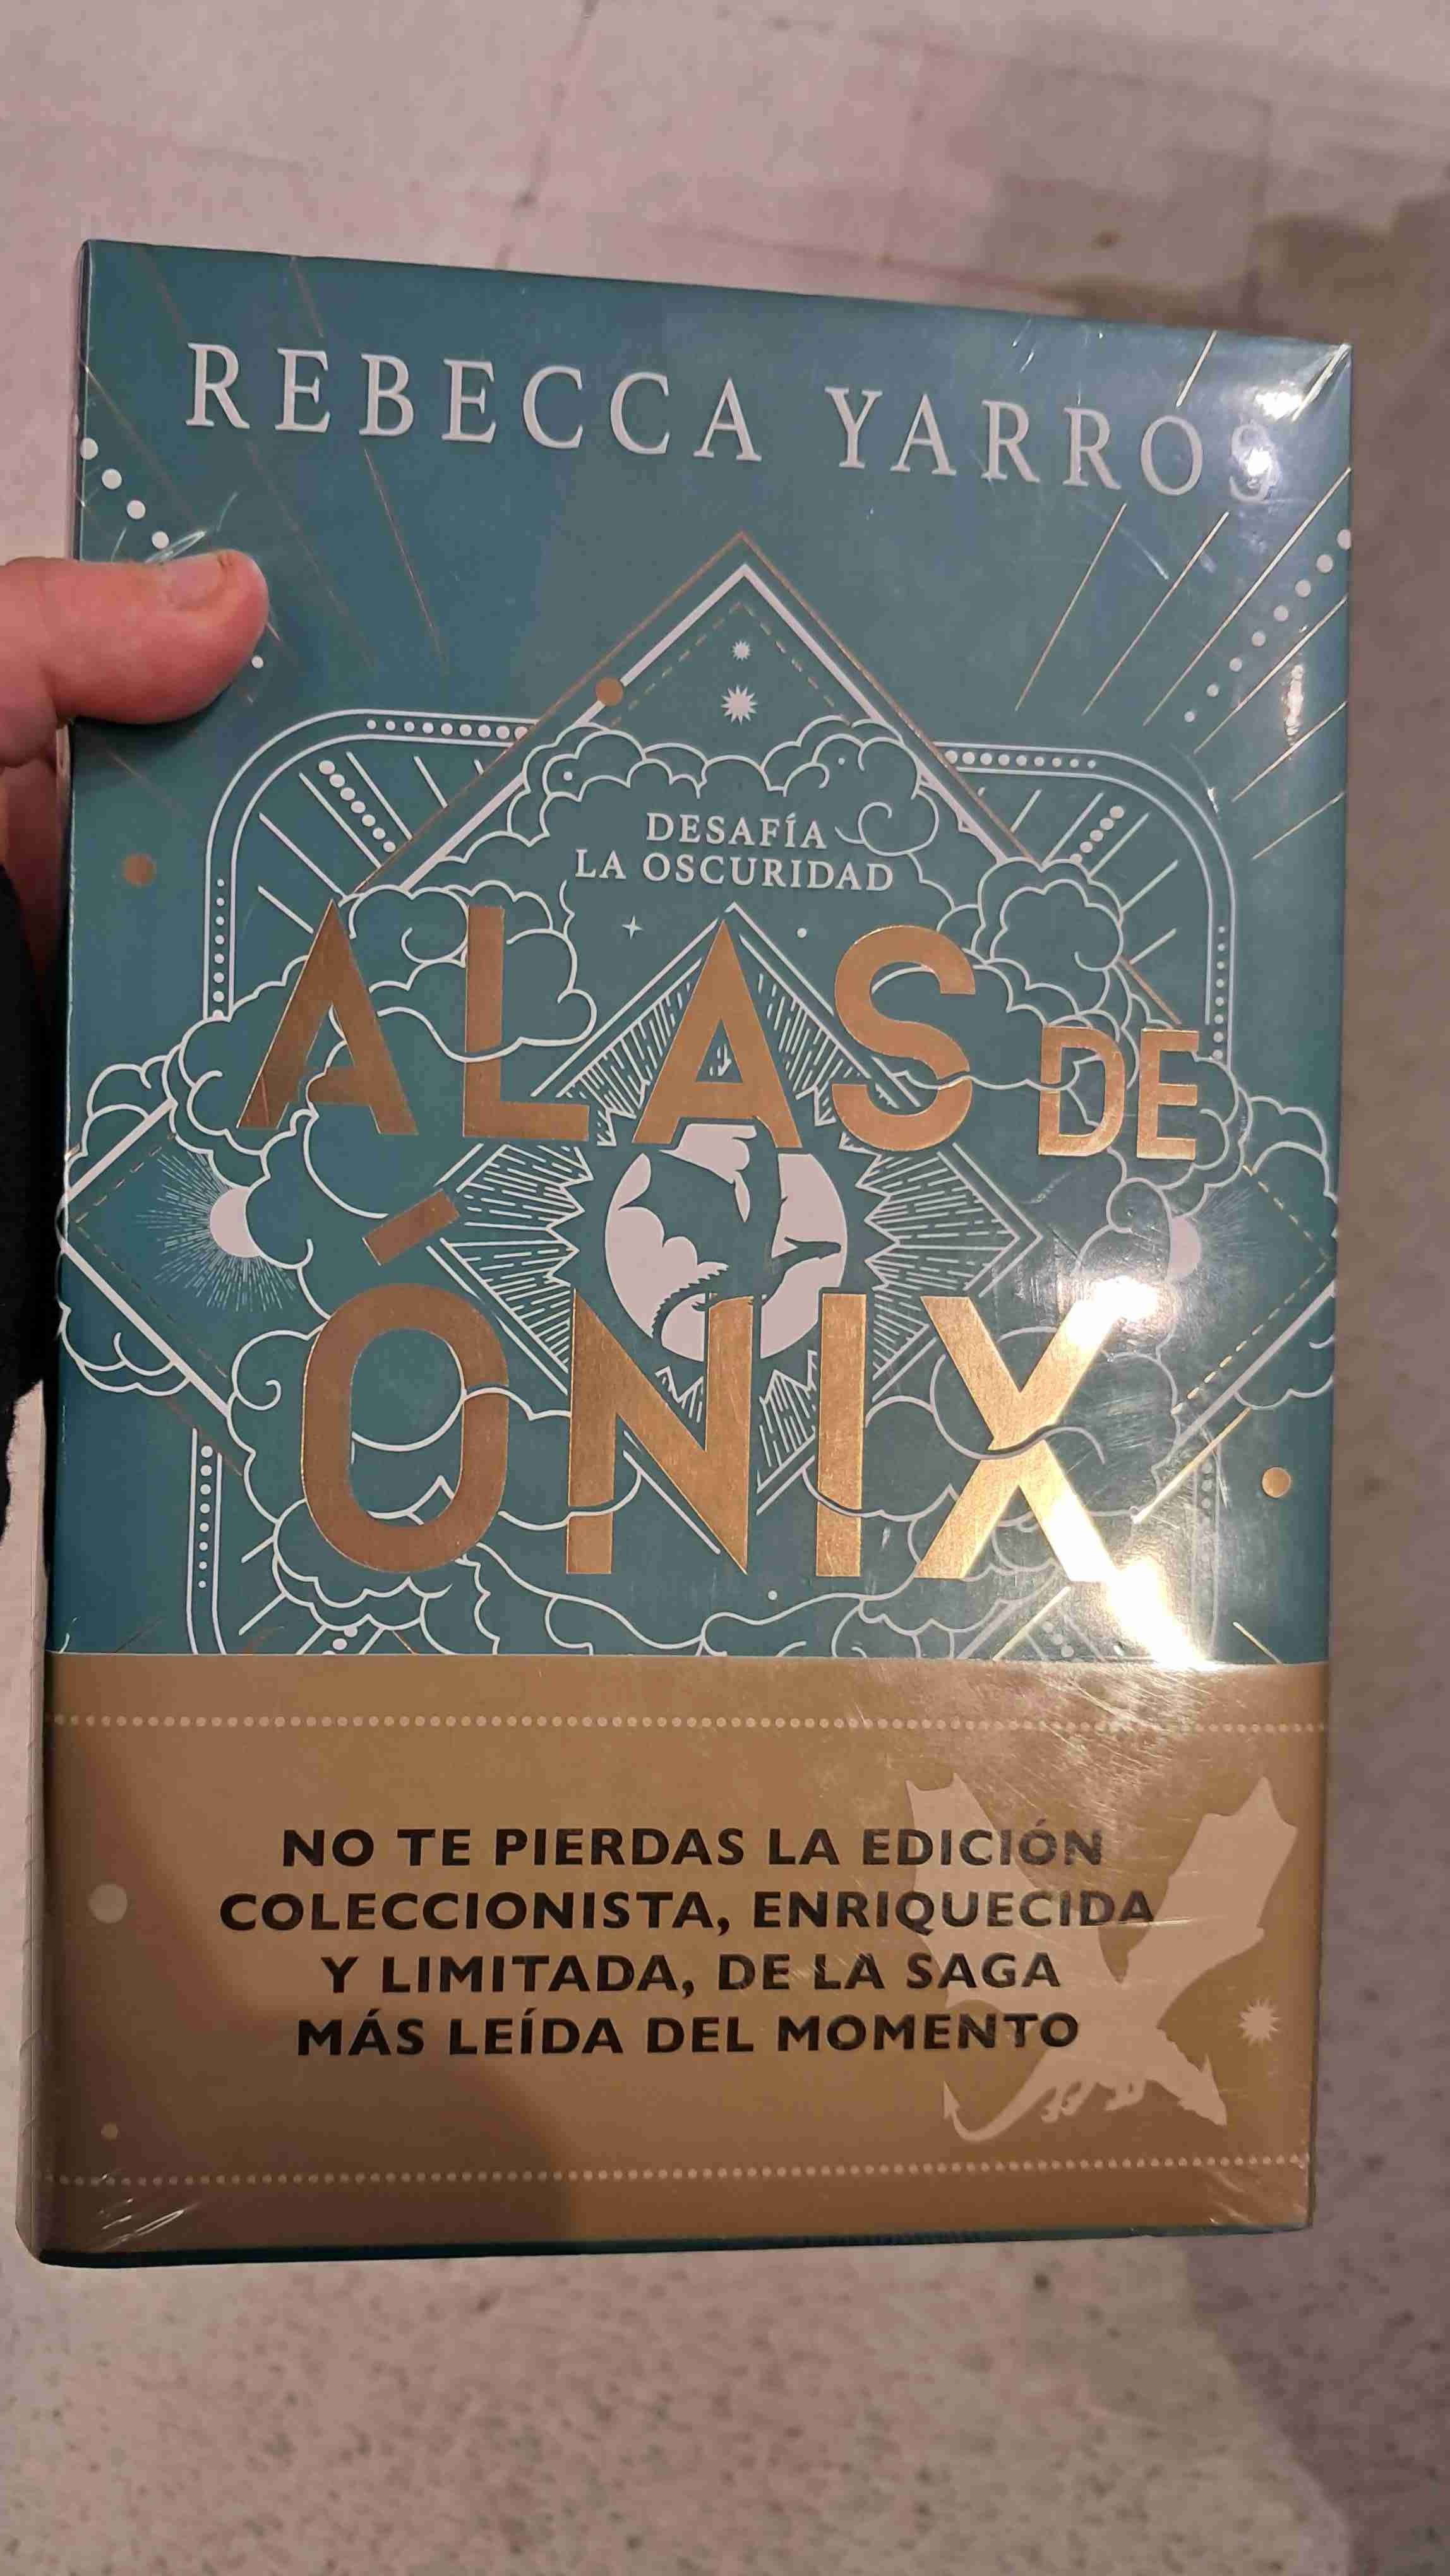 REBECCA YARROS
DESAFÍA
LA OSCURIDAD
ALAS DE
ÓNIX
NO TE PIERDAS LA EDICIÓN
COLECCIONISTA, ENRIQUECIDA
Y LIMITADA, DE LA SAGA
MÁS LEÍDA DEL MOMENTO